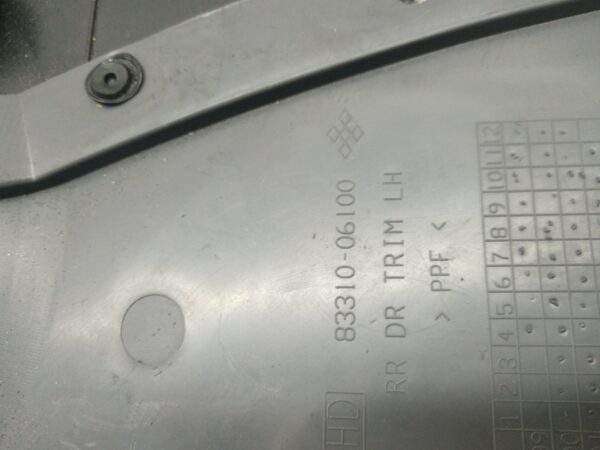 HD 83310-06100
RR DR TRIM LH
> PPF <
1 2 3 4 5 6 7 8 9 10 11 12
09